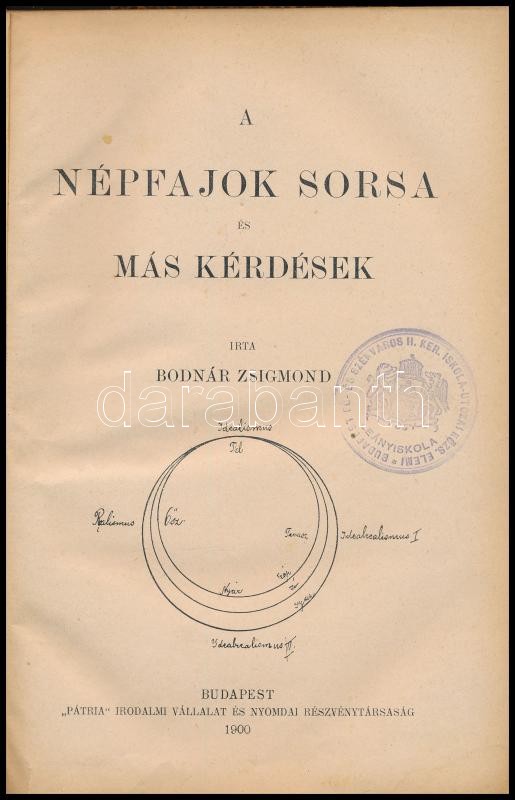 A
NÉPFAJOK SORSA
ÉS
MÁS KÉRDÉSEK
IRTA
BODNÁR ZSIGMOND
darabanth
Idealismus
Tél
Realismus
Ősz
Tavasz
Idealrealismus I
Nyár
Idealrealismus II.
BUDAPEST
„PÁTRIA“ IRODALMI VÁLLALAT ÉS NYOMDAI RÉSZVÉNYTÁRSASÁG
1900